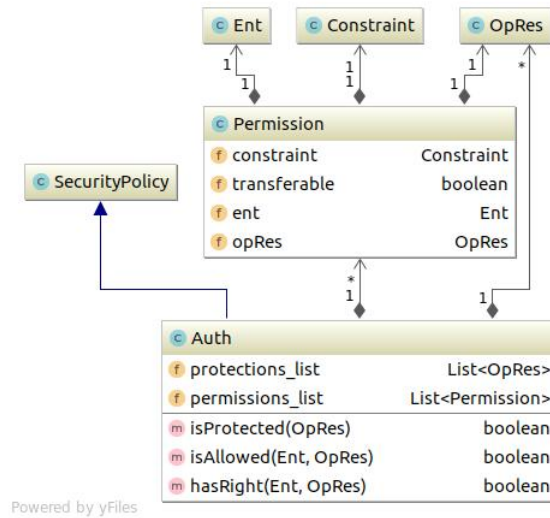 C Ent
C Constraint
C OpRes
1
1
1
*
1
1
1
C Permission
f constraint Constraint
f transferable boolean
f ent Ent
f opRes OpRes
C SecurityPolicy
*
1
1
C Auth
f protections_list List<OpRes>
f permissions_list List<Permission>
m isProtected(OpRes) boolean
m isAllowed(Ent, OpRes) boolean
m hasRight(Ent, OpRes) boolean
Powered by yFiles